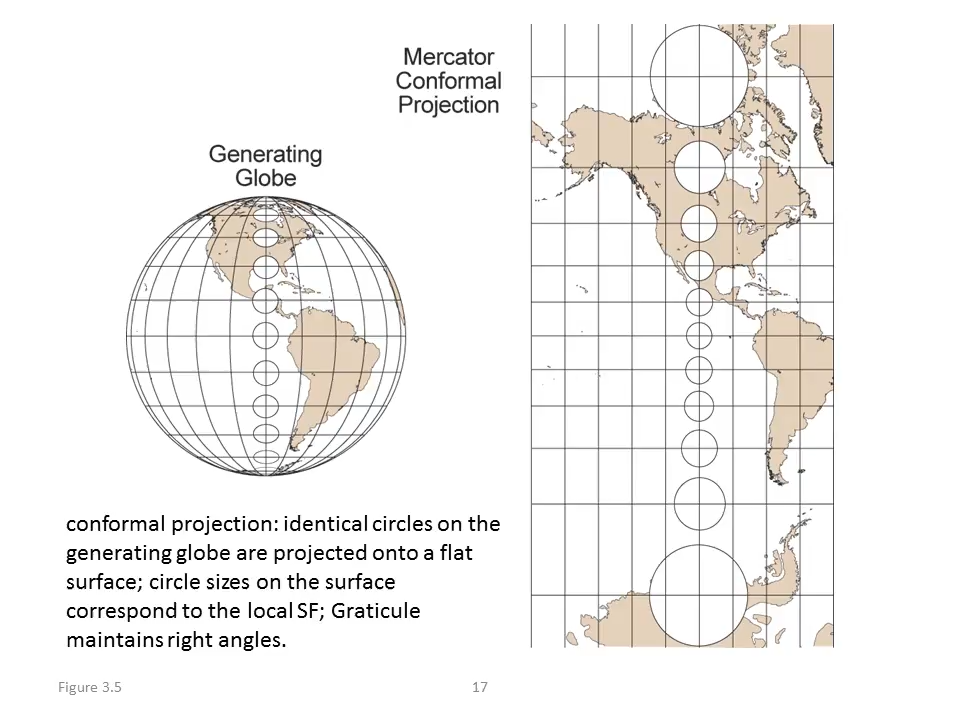 Mercator
Conformal
Projection
Generating
Globe
conformal projection: identical circles on the
generating globe are projected onto a flat
surface; circle sizes on the surface
correspond to the local SF; Graticule
maintains right angles.
Figure 3.5
17